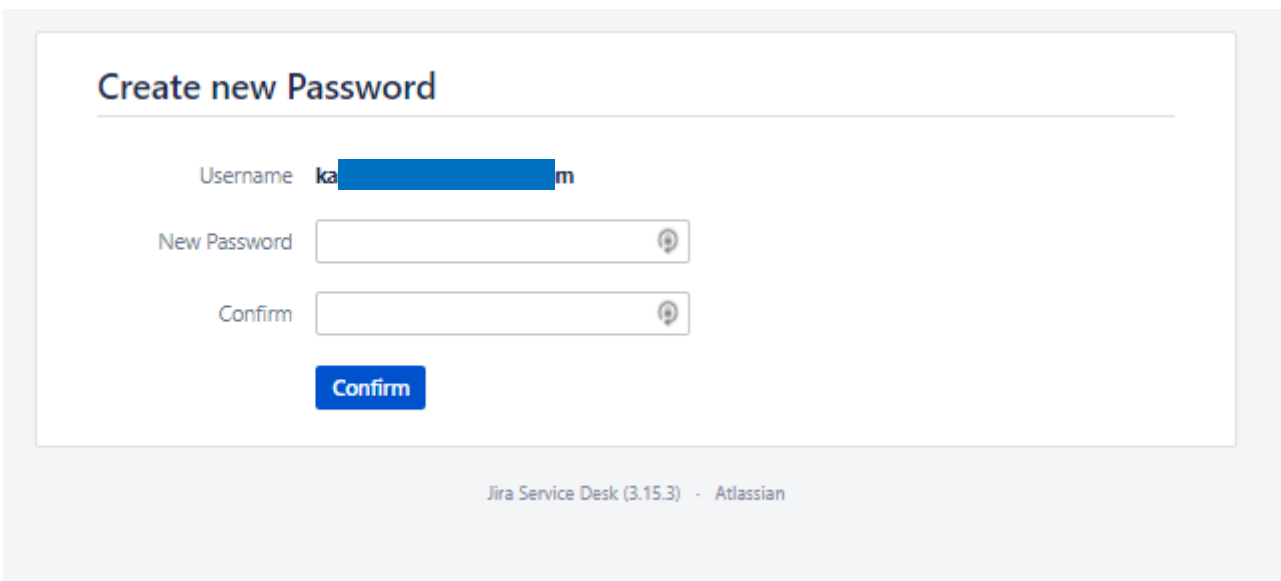 Create new Password
Username ka m
New Password
Confirm
Confirm
Jira Service Desk (3.15.3) · Atlassian